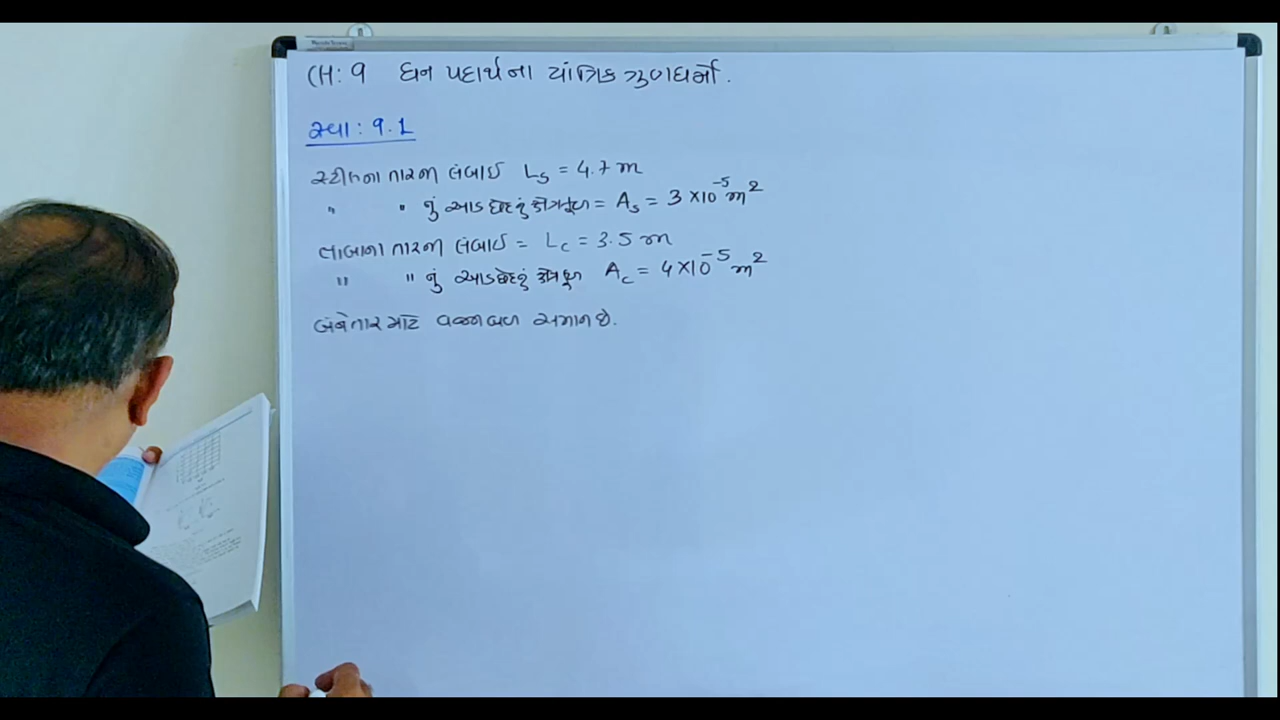 CH: 9 ઘન પદાર્થના યાંત્રિક ગુણધર્મો.
સ્વા: 9.1
સ્ટીલના તારની લંબાઈ Ls = 4.7 m
" " નું આડછેદનું ક્ષેત્રફળ = As = 3 × 10⁻⁵ m²
તાંબાના તારની લંબાઈ = Lc = 3.5 m
" " નું આડછેદનું ક્ષેત્રફળ Ac = 4 × 10⁻⁵ m²
બંને તાર માટે વજનબળ સમાન છે.